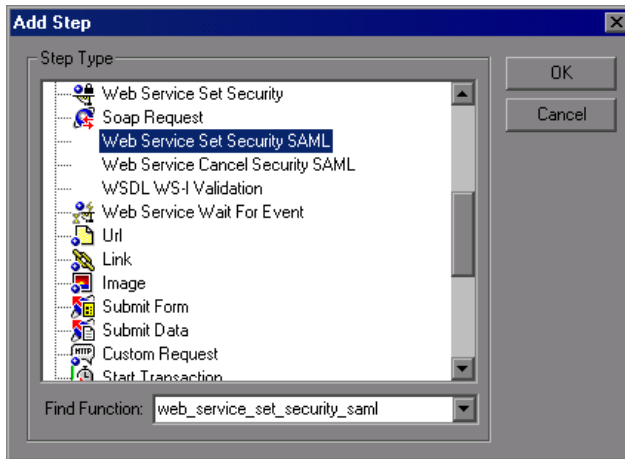 Add Step
Step Type
OK
Cancel
Web Service Set Security
Soap Request
Web Service Set Security SAML
Web Service Cancel Security SAML
WSDL WS-I Validation
Web Service Wait For Event
Url
Link
Image
Submit Form
Submit Data
HTTP Custom Request
Start Transaction
Find Function: web_service_set_security_saml